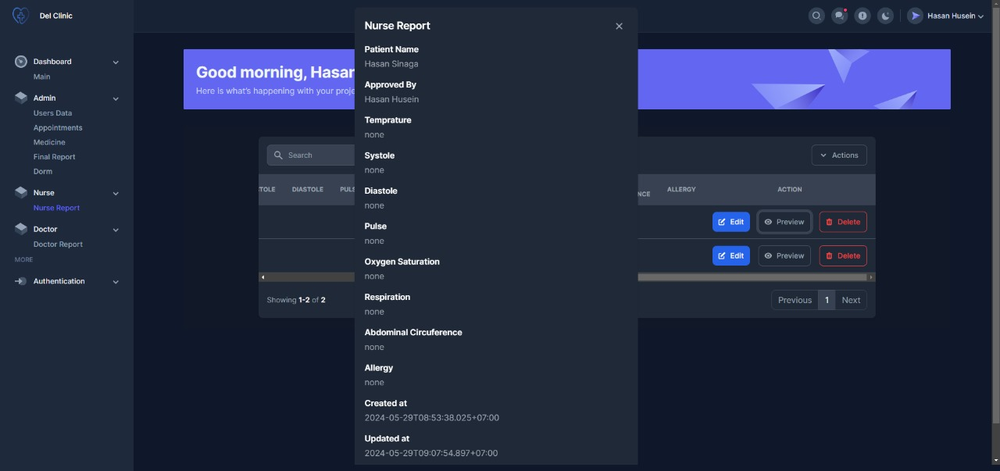 Del Clinic
Hasan Husein
Dashboard
Main
Admin
Users Data
Appointments
Medicine
Final Report
Dorm
Nurse
Nurse Report
Doctor
Doctor Report
MORE
Authentication
Good morning, Hasan
Here is what's happening with your proje
Search
Actions
TOLE DIASTOLE PULS
NCE ALLERGY ACTION
Edit Preview Delete
Edit Preview Delete
Showing 1-2 of 2
Previous 1 Next
Nurse Report
Patient Name
Hasan Sinaga
Approved By
Hasan Husein
Temprature
none
Systole
none
Diastole
none
Pulse
none
Oxygen Saturation
none
Respiration
none
Abdominal Circuference
none
Allergy
none
Created at
2024-05-29T08:53:38.025+07:00
Updated at
2024-05-29T09:07:54.897+07:00